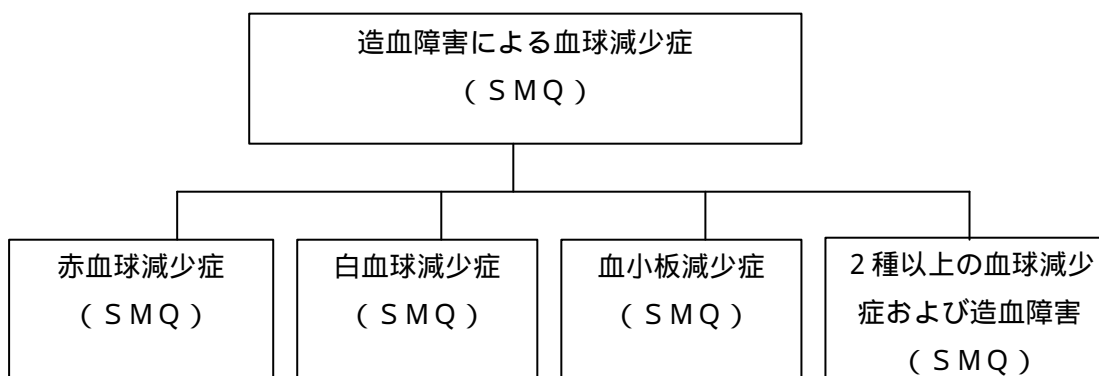 造血障害による血球減少症
(SMQ)
赤血球減少症
(SMQ)
白血球減少症
(SMQ)
血小板減少症
(SMQ)
2種以上の血球減少
症および造血障害
(SMQ)